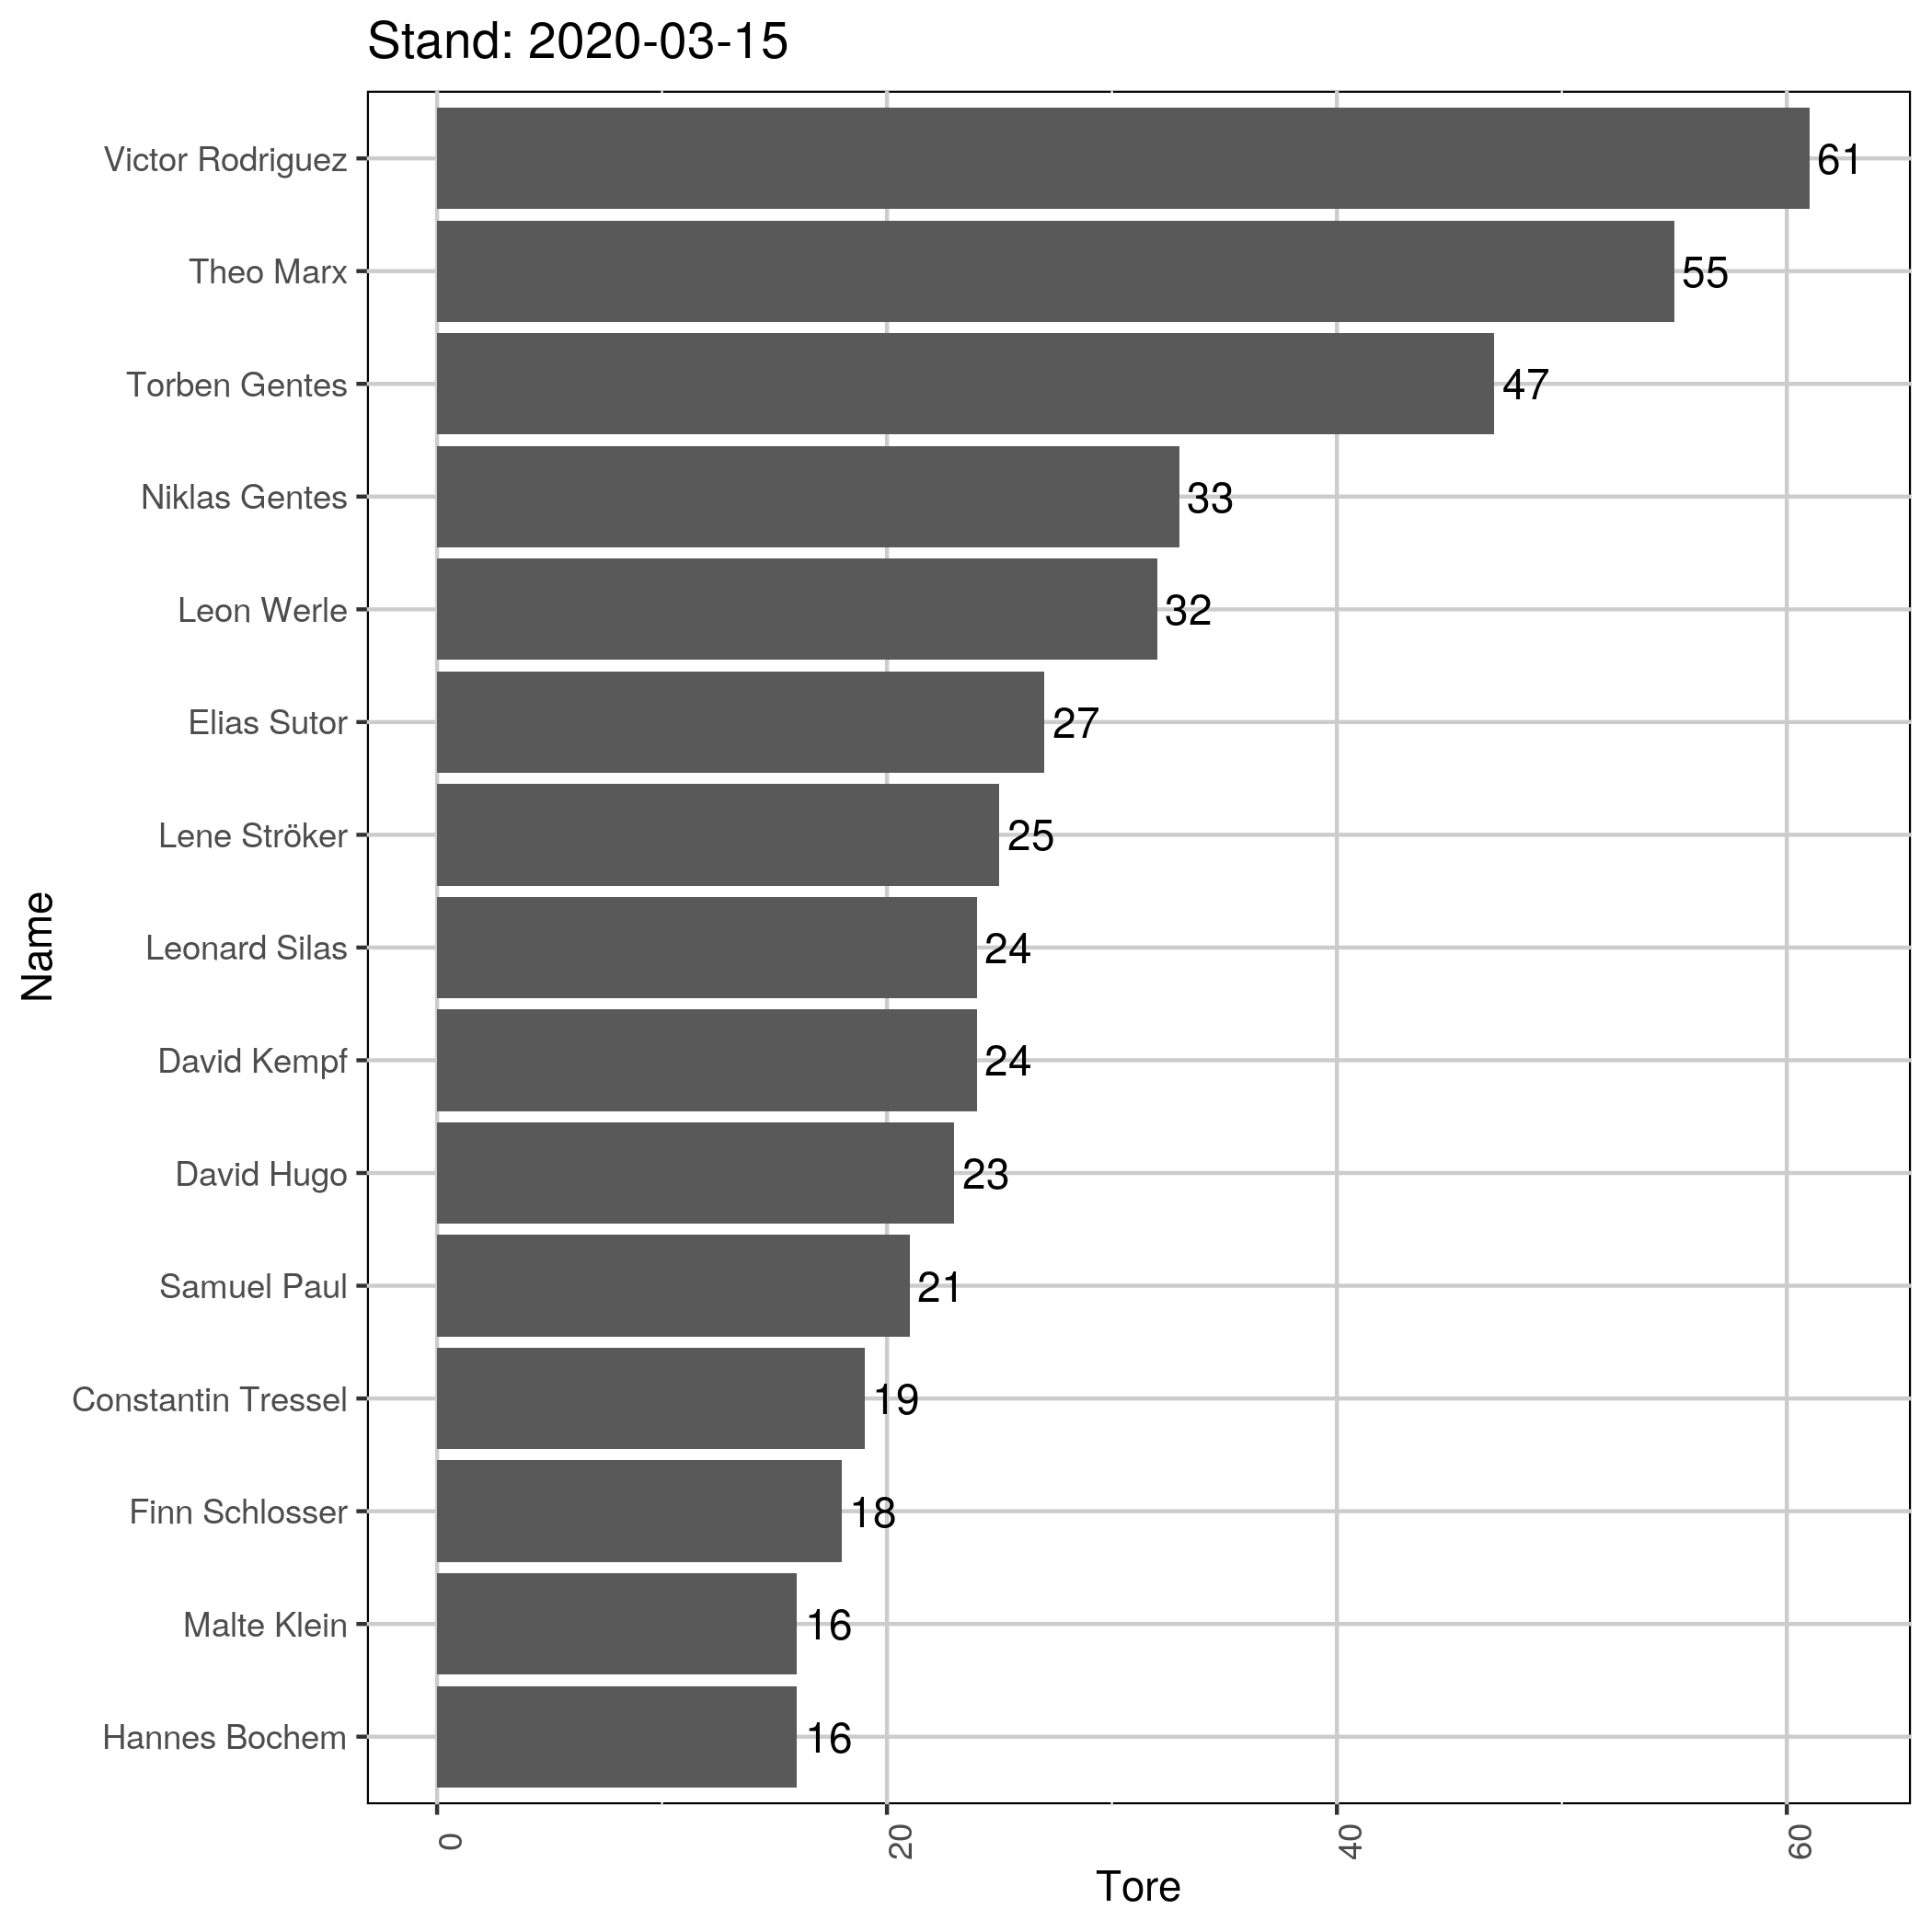 Stand: 2020-03-15
Name
Victor Rodriguez 61
Theo Marx 55
Torben Gentes 47
Niklas Gentes 33
Leon Werle 32
Elias Sutor 27
Lene Ströker 25
Leonard Silas 24
David Kempf 24
David Hugo 23
Samuel Paul 21
Constantin Tressel 19
Finn Schlosser 18
Malte Klein 16
Hannes Bochem 16
0 20 40 60
Tore